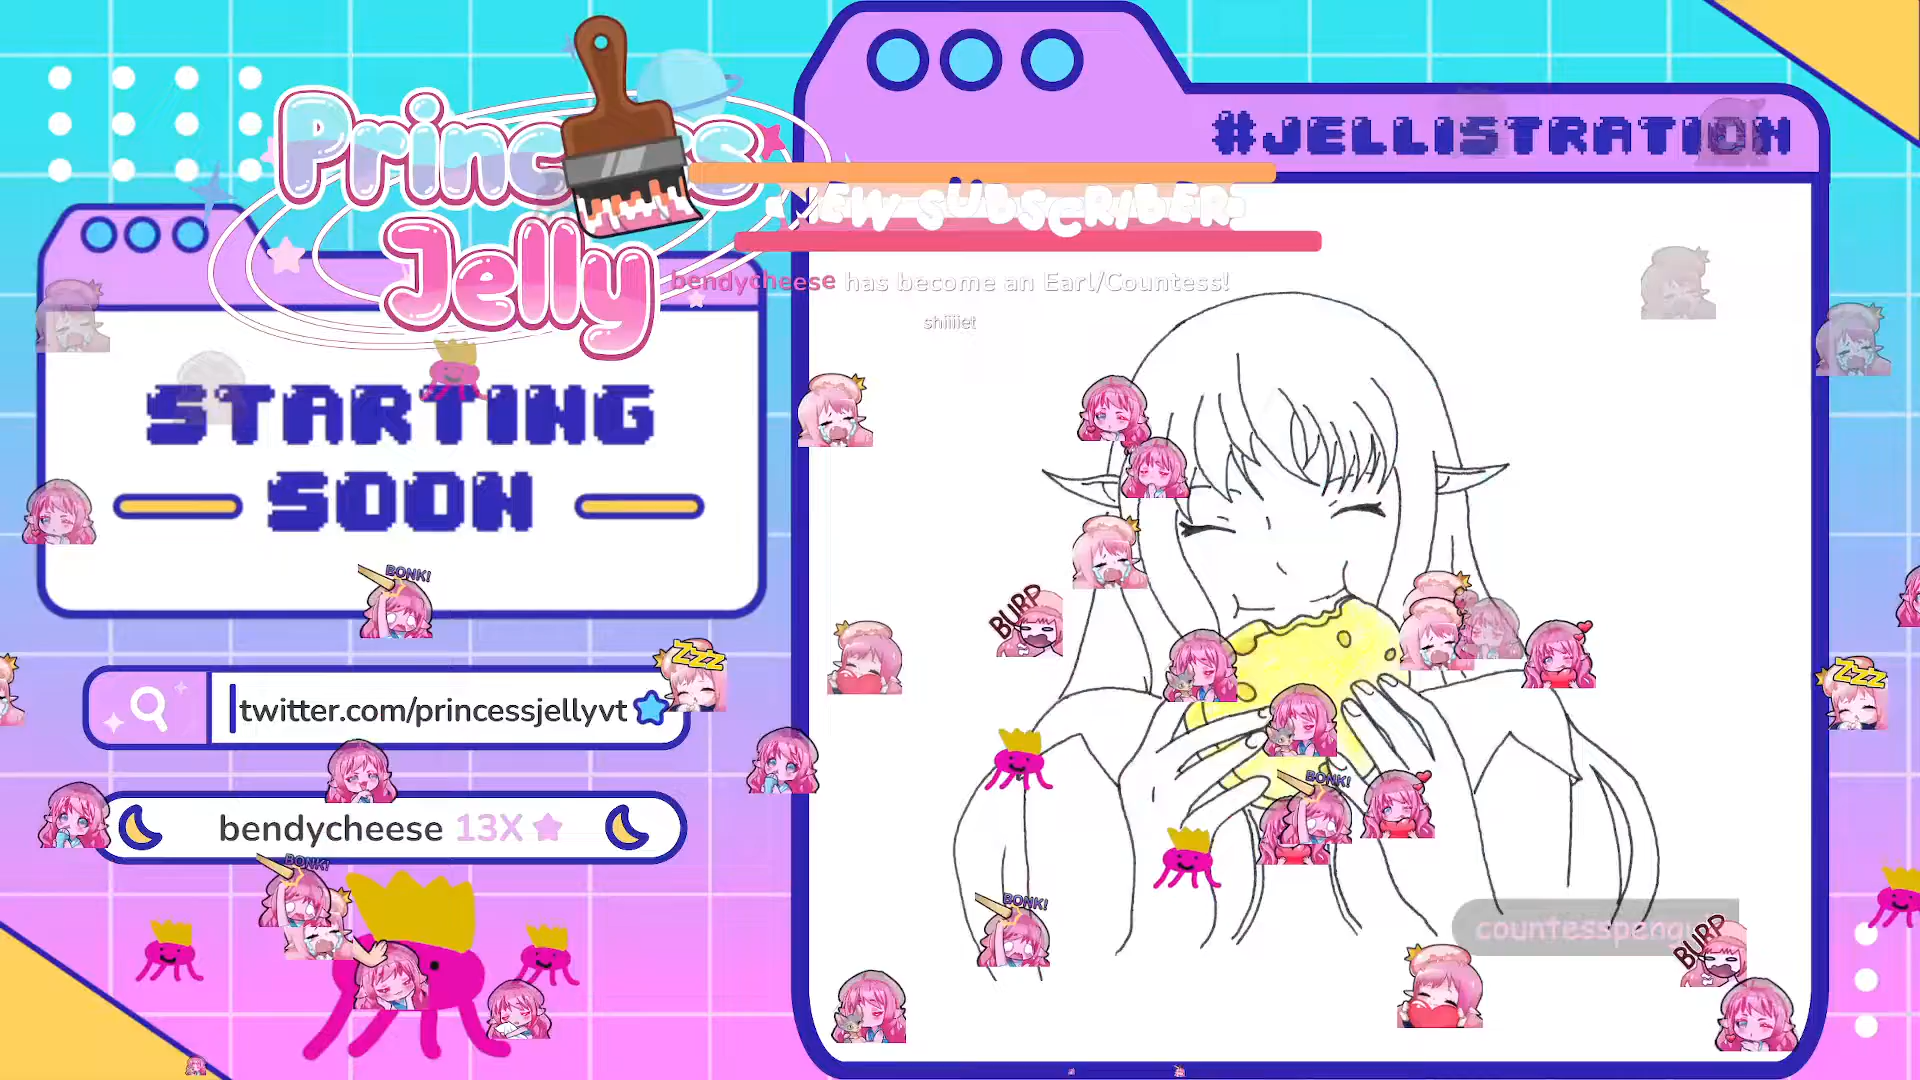 Princess
Jelly
#JELLISTRATION
NEW SUBSCRIBER!
bendycheese has become an Earl/Countess!
shiiiiet
STARTING
SOON
BONK!
BURP
ZZZ
ZZZ
twitter.com/princessjellyvt
BONK!
bendycheese 13X
BONK!
BONK!
BURP